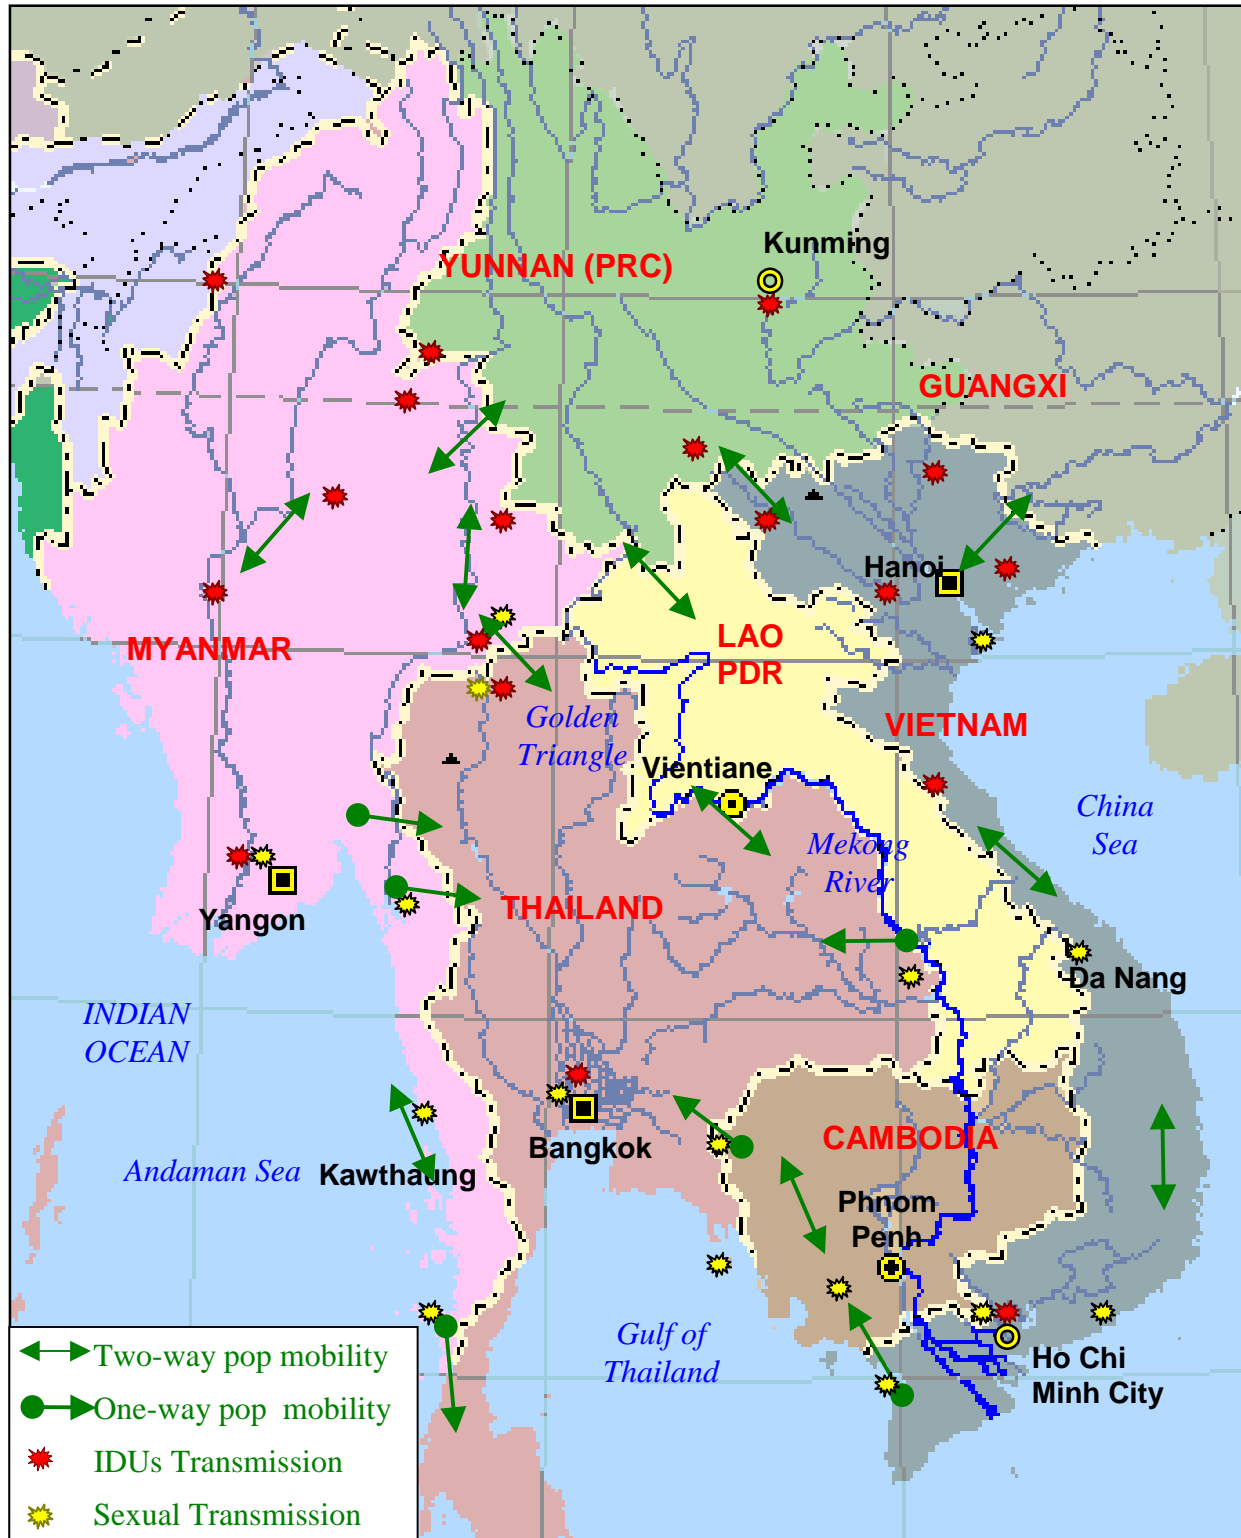 Kunming
YUNNAN (PRC)
GUANGXI
Hanoi
MYANMAR
LAO
PDR
Golden
Triangle
VIETNAM
Vientiane
China
Sea
Mekong
River
THAILAND
Yangon
Da Nang
INDIAN
OCEAN
Bangkok
CAMBODIA
Andaman Sea
Kawthaung
Phnom
Penh
Gulf of
Thailand
Ho Chi
Minh City
Two-way pop mobility
One-way pop  mobility
IDUs Transmission
Sexual Transmission